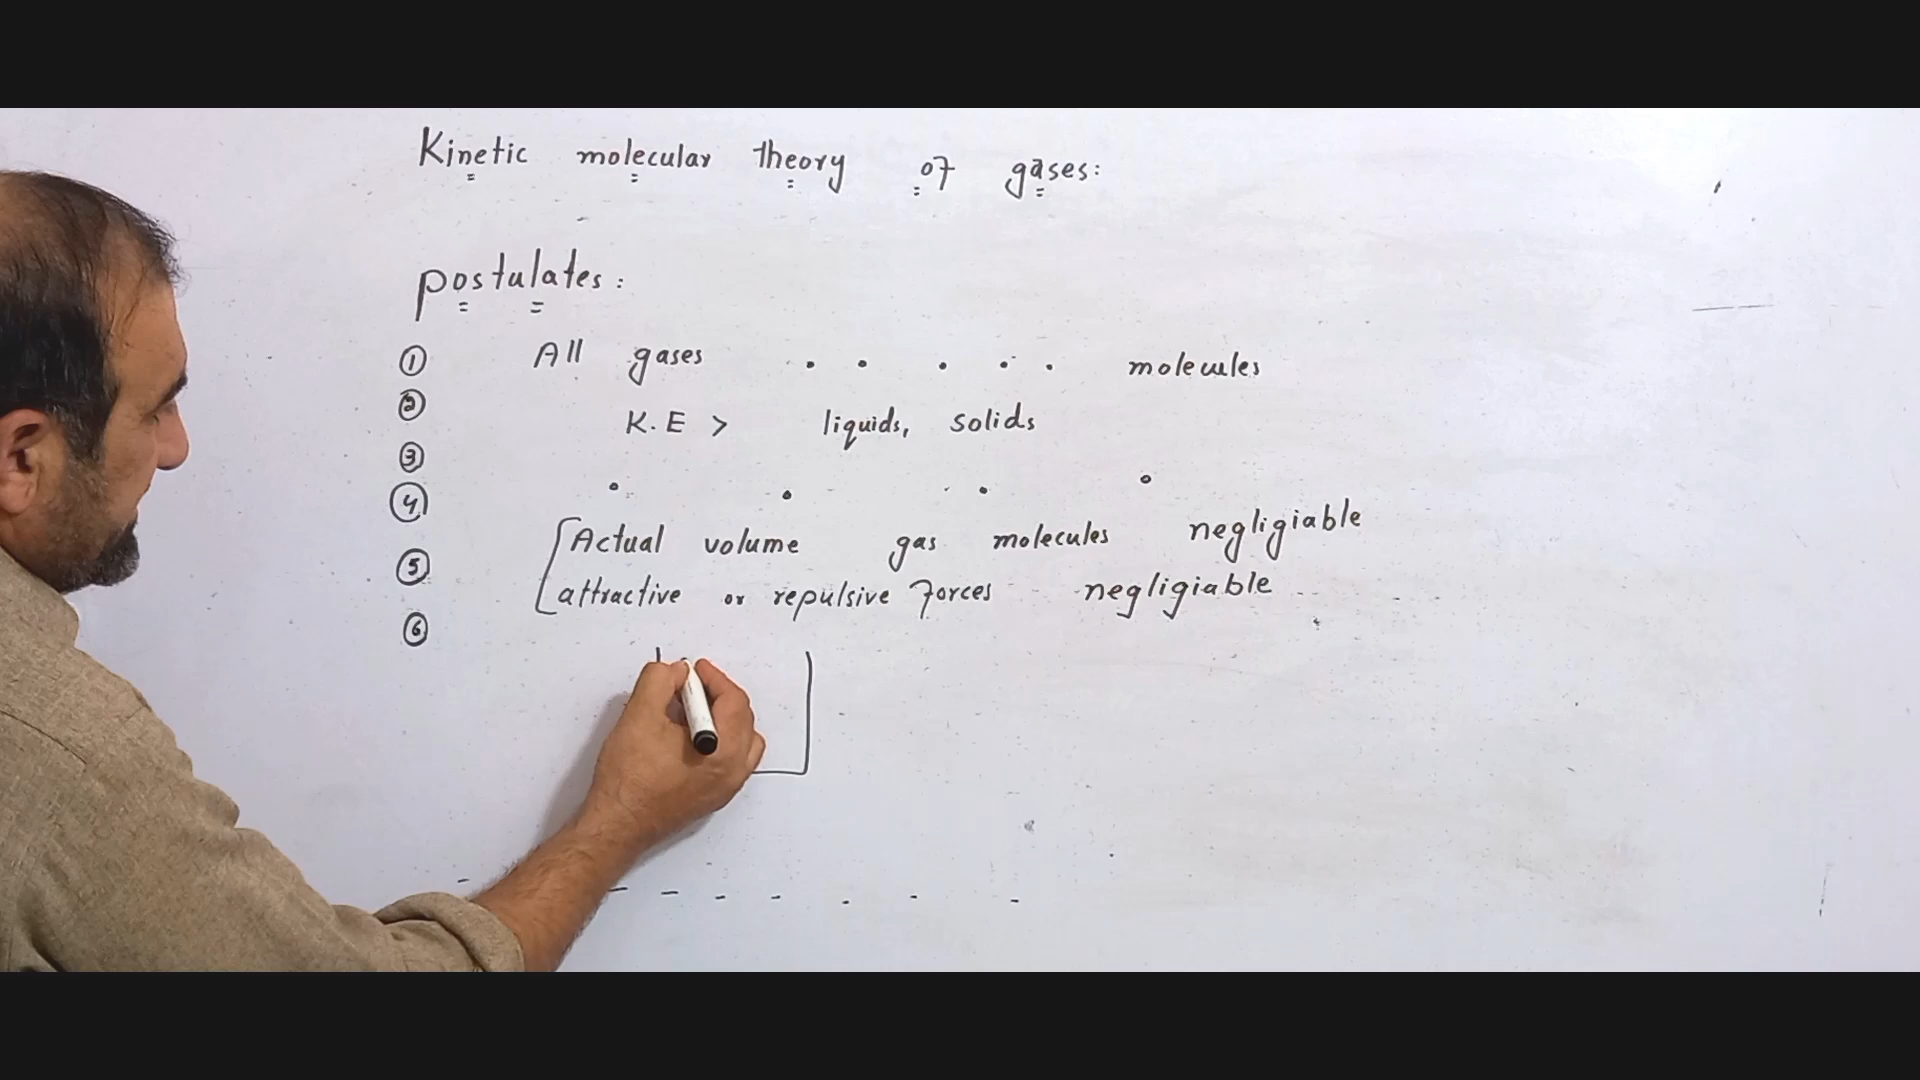 Kinetic molecular theory of gases:
postulates:
① All gases . . . . . molecules
② K.E > liquids, solids
③
④ Actual volume gas molecules negligiable
⑤ attractive or repulsive forces negligiable
⑥